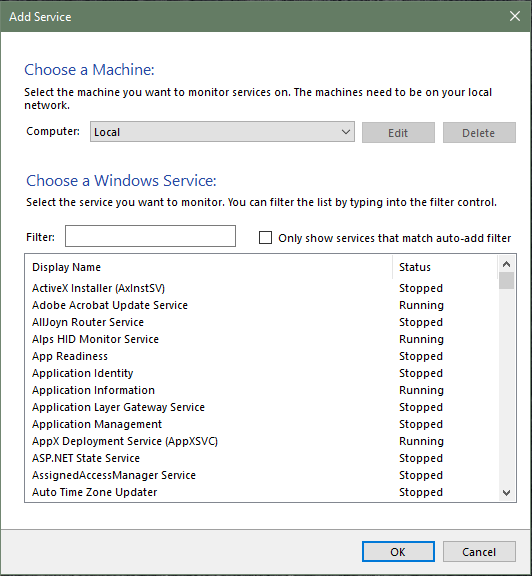 Add Service
Choose a Machine:
Select the machine you want to monitor services on. The machines need to be on your local
network.
Computer: Local Edit Delete
Choose a Windows Service:
Select the service you want to monitor. You can filter the list by typing into the filter control.
Filter: Only show services that match auto-add filter
Display Name Status
ActiveX Installer (AxInstSV) Stopped
Adobe Acrobat Update Service Running
AllJoyn Router Service Stopped
Alps HID Monitor Service Running
App Readiness Stopped
Application Identity Stopped
Application Information Running
Application Layer Gateway Service Stopped
Application Management Stopped
AppX Deployment Service (AppXSVC) Running
ASP.NET State Service Stopped
AssignedAccessManager Service Stopped
Auto Time Zone Updater Stopped
OK Cancel